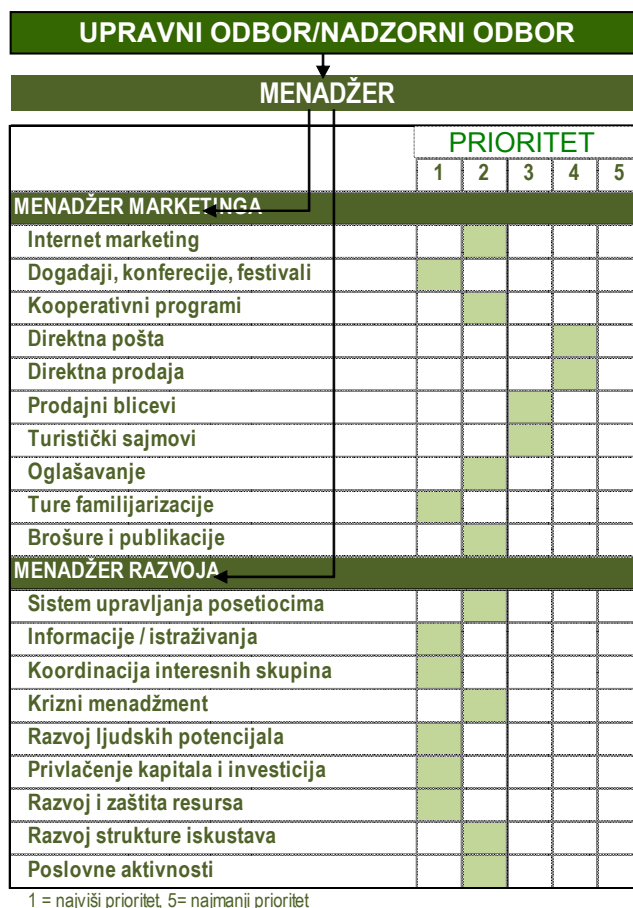 UPRAVNI ODBOR/NADZORNI ODBOR
MENADŽER
PRIORITET
1 2 3 4 5
MENADŽER MARKETINGA
Internet marketing
Događaji, konferecije, festivali
Kooperativni programi
Direktna pošta
Direktna prodaja
Prodajni blicevi
Turistički sajmovi
Oglašavanje
Ture familijarizacije
Brošure i publikacije
MENADŽER RAZVOJA
Sistem upravljanja posetiocima
Informacije / istraživanja
Koordinacija interesnih skupina
Krizni menadžment
Razvoj ljudskih potencijala
Privlačenje kapitala i investicija
Razvoj i zaštita resursa
Razvoj strukture iskustava
Poslovne aktivnosti
1 = najviši prioritet, 5= najmanji prioritet